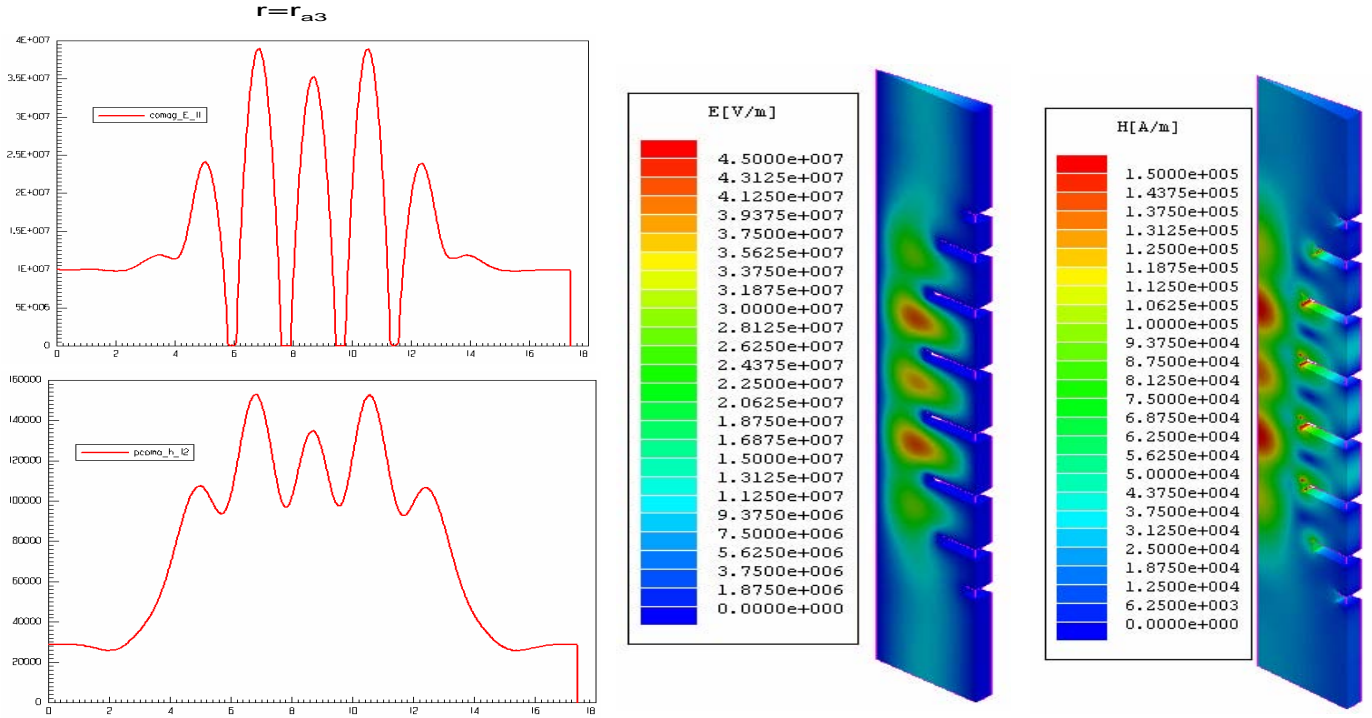 r=ra3
4E+007
3.5E+007
3E+007
2.5E+007
2E+007
1.5E+007
1E+007
5E+006
0
comag_E_l1
0 2 4 6 8 10 12 14 16 18
160000
140000
120000
100000
80000
60000
40000
20000
0
pcomag_h_l2
0 2 4 6 8 10 12 14 16 18
E[V/m]
4.5000e+007
4.3125e+007
4.1250e+007
3.9375e+007
3.7500e+007
3.5625e+007
3.3750e+007
3.1875e+007
3.0000e+007
2.8125e+007
2.6250e+007
2.4375e+007
2.2500e+007
2.0625e+007
1.8750e+007
1.6875e+007
1.5000e+007
1.3125e+007
1.1250e+007
9.3750e+006
7.5000e+006
5.6250e+006
3.7500e+006
1.8750e+006
0.0000e+000
H[A/m]
1.5000e+005
1.4375e+005
1.3750e+005
1.3125e+005
1.2500e+005
1.1875e+005
1.1250e+005
1.0625e+005
1.0000e+005
9.3750e+004
8.7500e+004
8.1250e+004
7.5000e+004
6.8750e+004
6.2500e+004
5.6250e+004
5.0000e+004
4.3750e+004
3.7500e+004
3.1250e+004
2.5000e+004
1.8750e+004
1.2500e+004
6.2500e+003
0.0000e+000